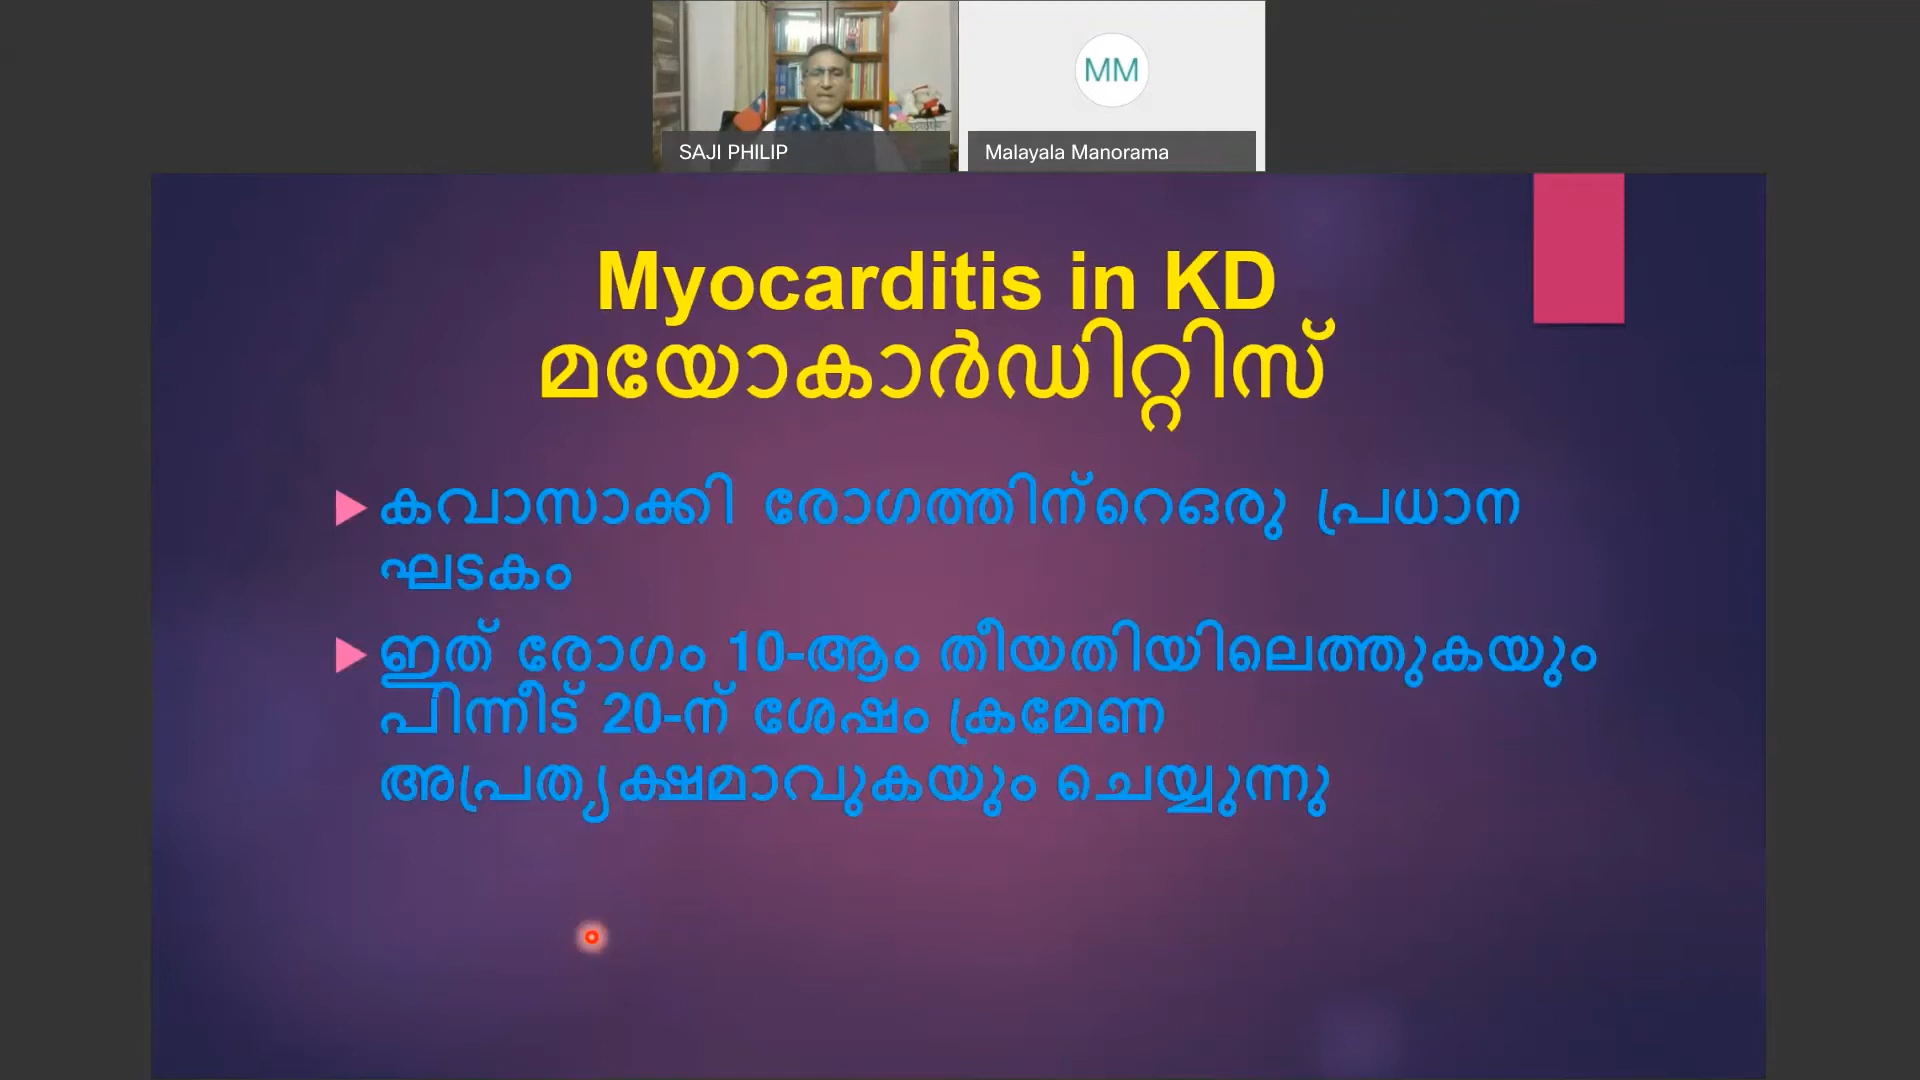 MM
SAJI PHILIP
Malayala Manorama
Myocarditis in KD
മയോകാർഡിറ്റിസ്
കവാസാക്കി രോഗത്തിന്റെഒരു പ്രധാന
ഘടകം
ഇത് രോഗം 10-ആം തീയതിയിലെത്തുകയും
പിന്നീട് 20-ന് ശേഷം ക്രമേണ
അപ്രത്യക്ഷമാവുകയും ചെയ്യുന്നു